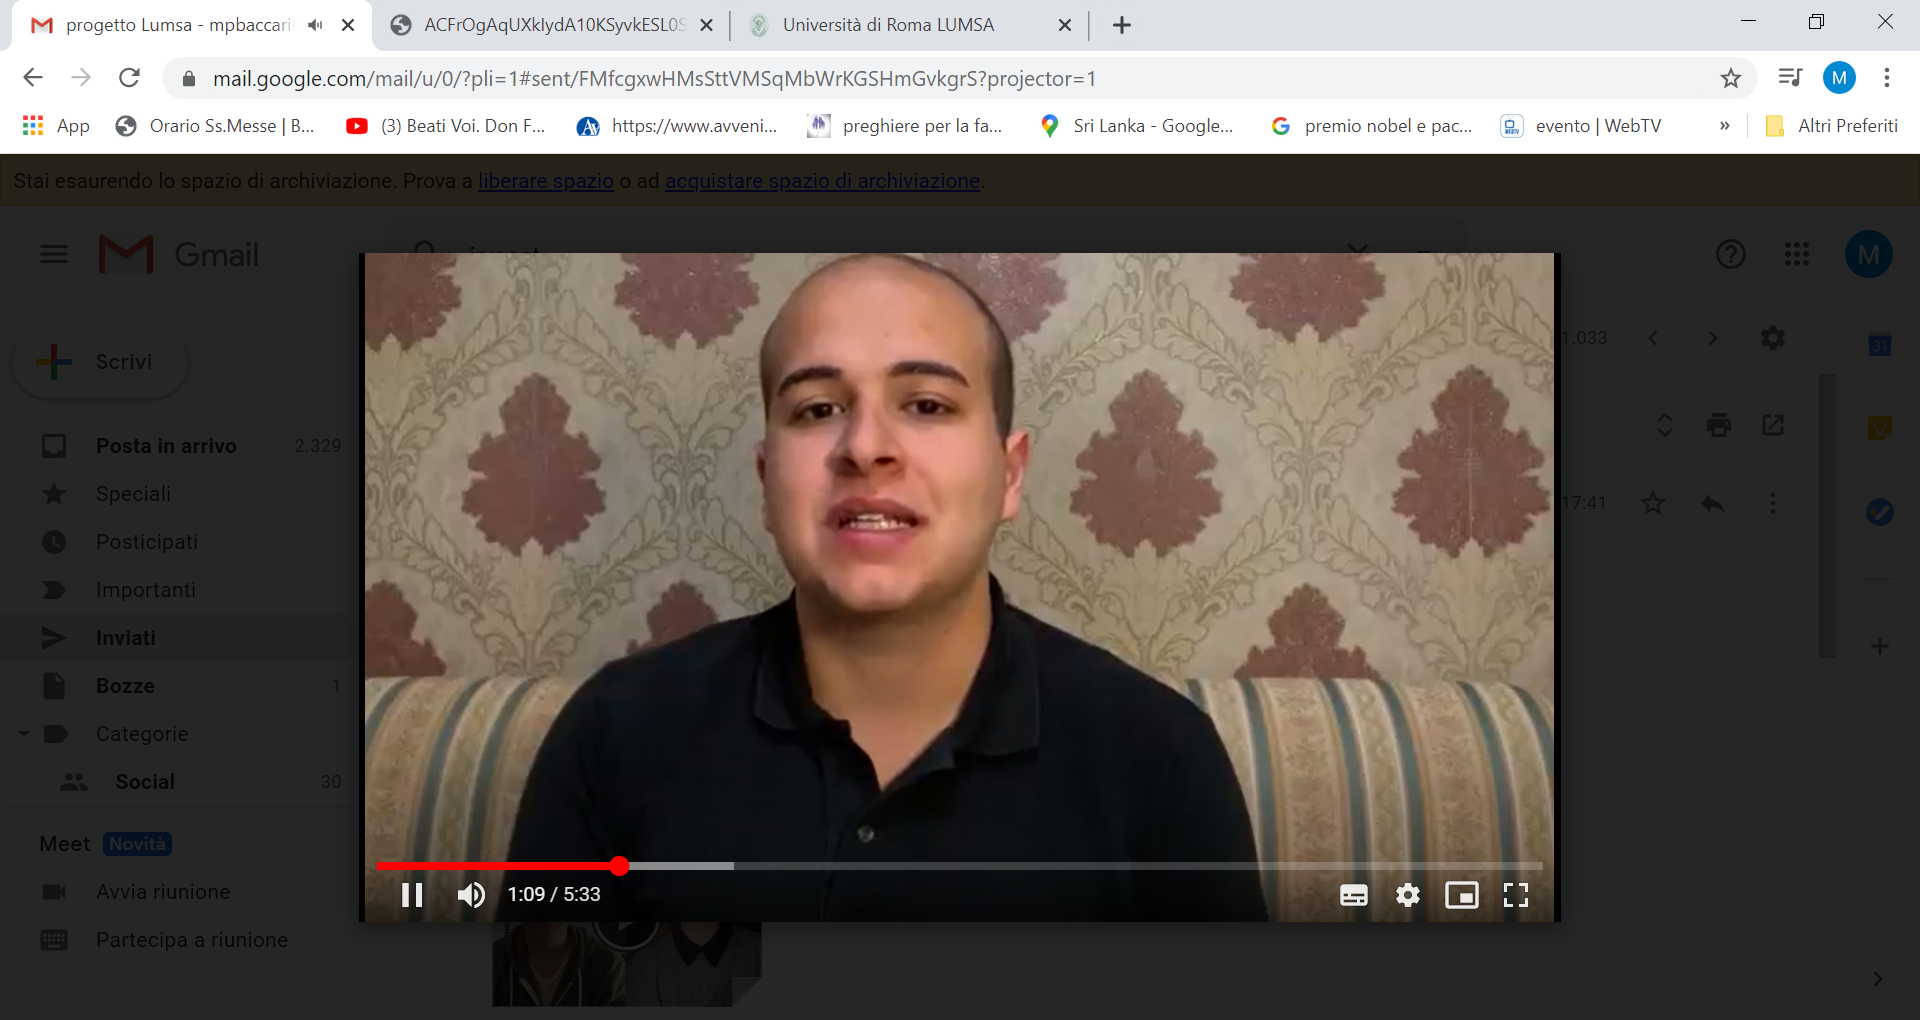 progetto Lumsa - mpbaccari
ACFrOgAqUXklydA10KSyvkESL0S
Università di Roma LUMSA
mail.google.com/mail/u/0/?pli=1#sent/FMfcgxwHMsSttVMSqMbWrKGSHmGvkgrS?projector=1
M
App
Orario Ss.Messe | B...
(3) Beati Voi. Don F...
https://www.avveni...
preghiere per la fa...
Sri Lanka - Google...
premio nobel e pac...
evento | WebTV
»
Altri Preferiti
Stai esaurendo lo spazio di archiviazione. Prova a liberare spazio o ad acquistare spazio di archiviazione.
Gmail
M
Scrivi
1.033
31
Posta in arrivo 2.329
Speciali
17:41
Posticipati
Importanti
Inviati
Bozze 1
Categorie
Social 30
Meet Novità
Avvia riunione
1:09 / 5:33
Partecipa a riunione